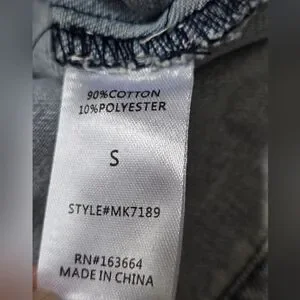 90%COTTON
10%POLYESTER
S
STYLE#MK7189
RN#163664
MADE IN CHINA